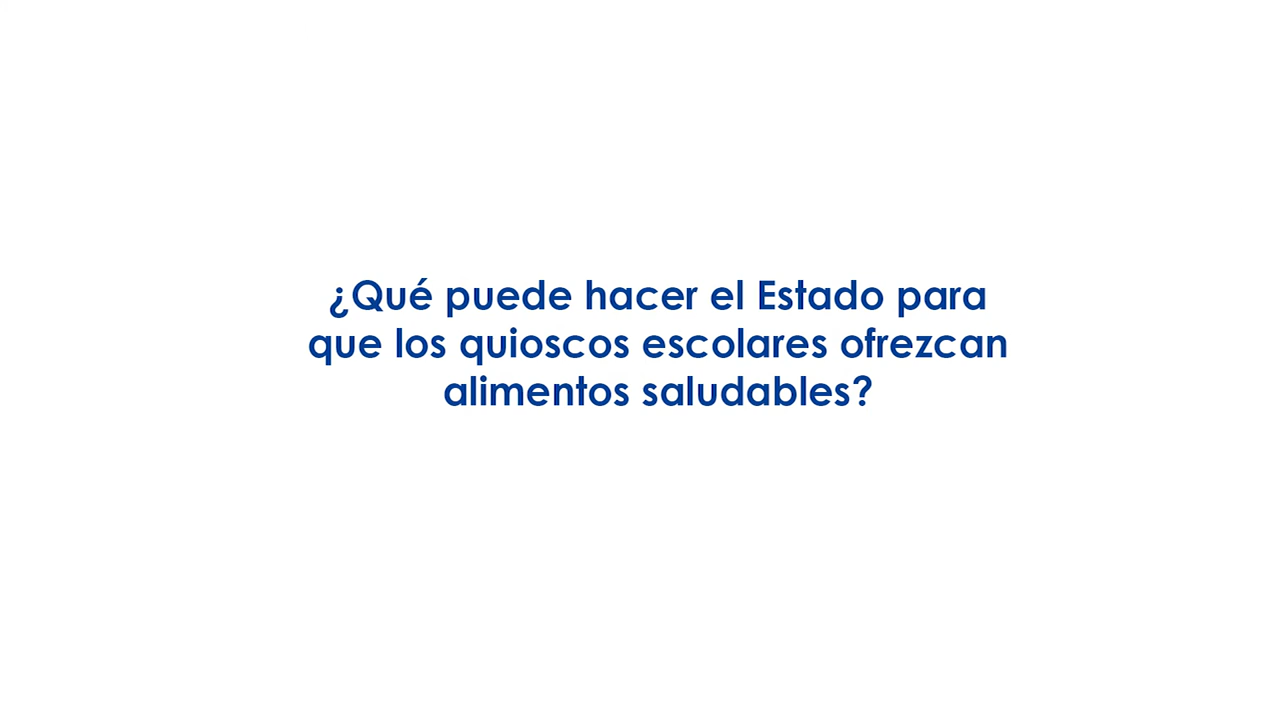 ¿Qué puede hacer el Estado para
que los quioscos escolares ofrezcan
alimentos saludables?